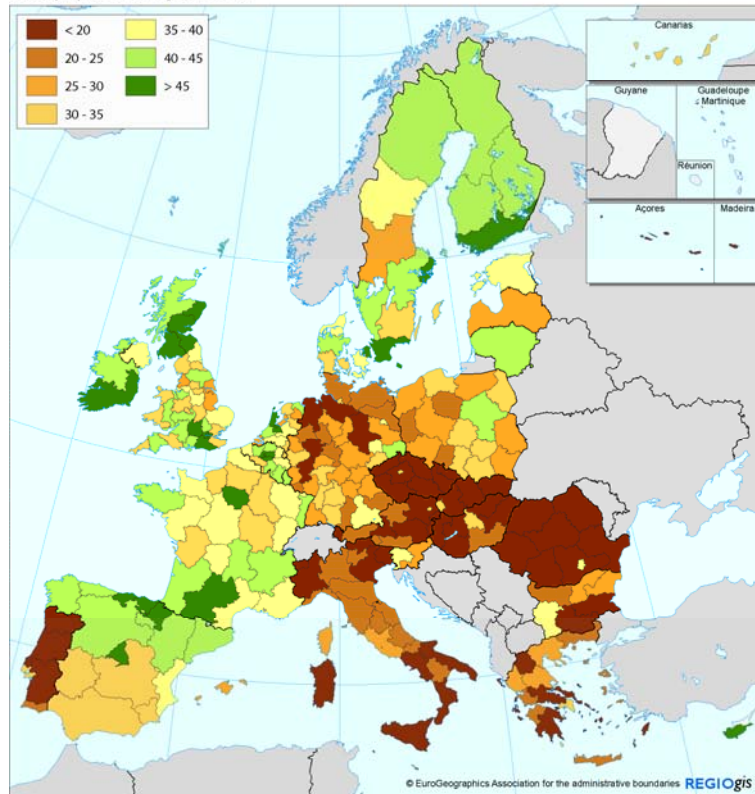 < 20
35 - 40
20 - 25
40 - 45
25 - 30
> 45
30 - 35
Canarias
Guyane
Guadeloupe
Martinique
Réunion
Açores
Madeira
© EuroGeographics Association for the administrative boundaries REGIOgis